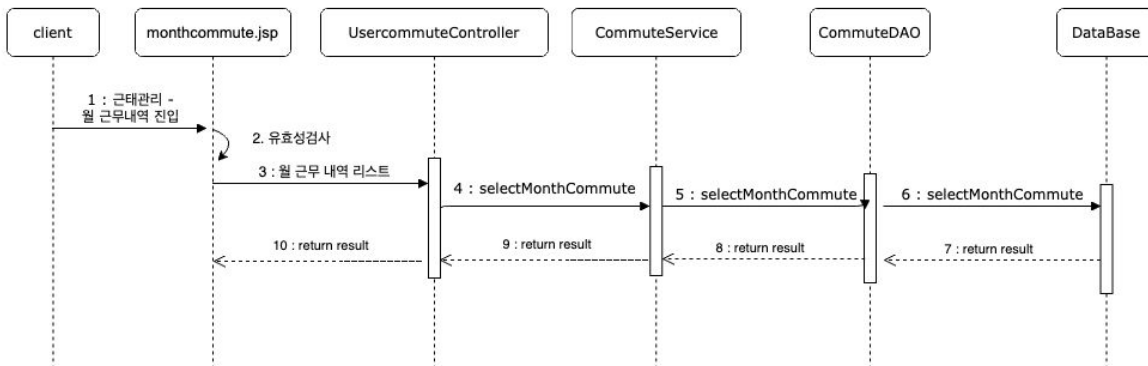 client
monthcommute.jsp
UsercommuteController
CommuteService
CommuteDAO
DataBase
1 : 근태관리 -
월 근무내역 진입
2. 유효성검사
3 : 월 근무 내역 리스트
4 : selectMonthCommute
5 : selectMonthCommute
6 : selectMonthCommute
10 : return result
9 : return result
8 : return result
7 : return result